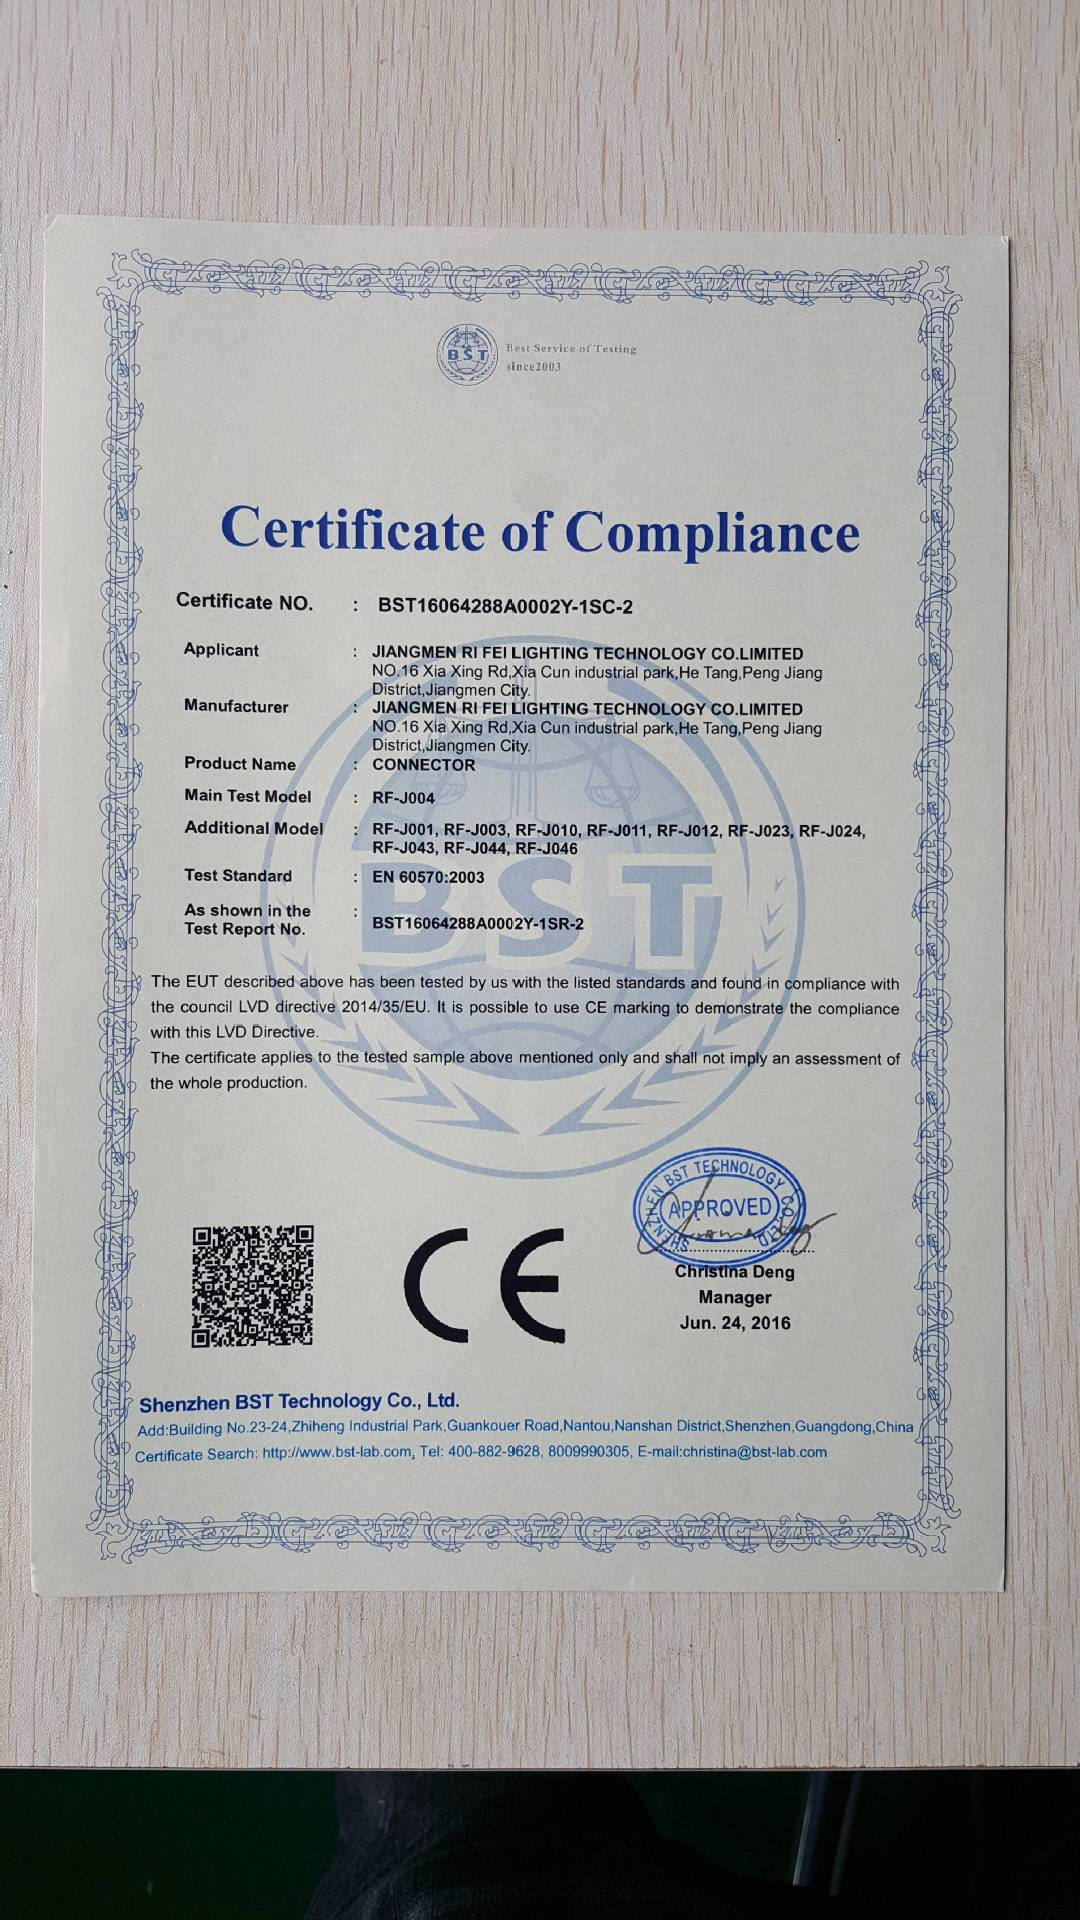 BST
Best Service of Testing
since2003
Certificate of Compliance
Certificate NO. : BST16064288A0002Y-1SC-2
Applicant : JIANGMEN RI FEI LIGHTING TECHNOLOGY CO.LIMITED
NO.16 Xia Xing Rd,Xia Cun industrial park,He Tang,Peng Jiang
District,Jiangmen City.
Manufacturer : JIANGMEN RI FEI LIGHTING TECHNOLOGY CO.LIMITED
NO.16 Xia Xing Rd,Xia Cun industrial park,He Tang,Peng Jiang
District,Jiangmen City.
Product Name : CONNECTOR
Main Test Model : RF-J004
Additional Model : RF-J001, RF-J003, RF-J010, RF-J011, RF-J012, RF-J023, RF-J024,
RF-J043, RF-J044, RF-J046
Test Standard : EN 60570:2003
As shown in the :
Test Report No. BST16064288A0002Y-1SR-2
BST
The EUT described above has been tested by us with the listed standards and found in compliance with
the council LVD directive 2014/35/EU. It is possible to use CE marking to demonstrate the compliance
with this LVD Directive.
The certificate applies to the tested sample above mentioned only and shall not imply an assessment of
the whole production.
SHENZHEN BST TECHNOLOGY CO.,LTD.
APPROVED
CE
Christina Deng
Manager
Jun. 24, 2016
Shenzhen BST Technology Co., Ltd.
Add:Building No.23-24,Zhiheng Industrial Park,Guankouer Road,Nantou,Nanshan District,Shenzhen,Guangdong,China
Certificate Search: http://www.bst-lab.com, Tel: 400-882-9628, 8009990305, E-mail:christina@bst-lab.com